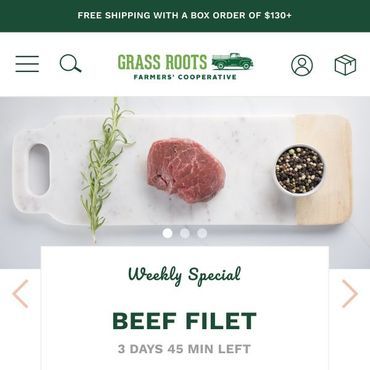 FREE SHIPPING WITH A BOX ORDER OF $130+
GRASS ROOTS
FARMERS' COOPERATIVE
Weekly Special
BEEF FILET
3 DAYS 45 MIN LEFT